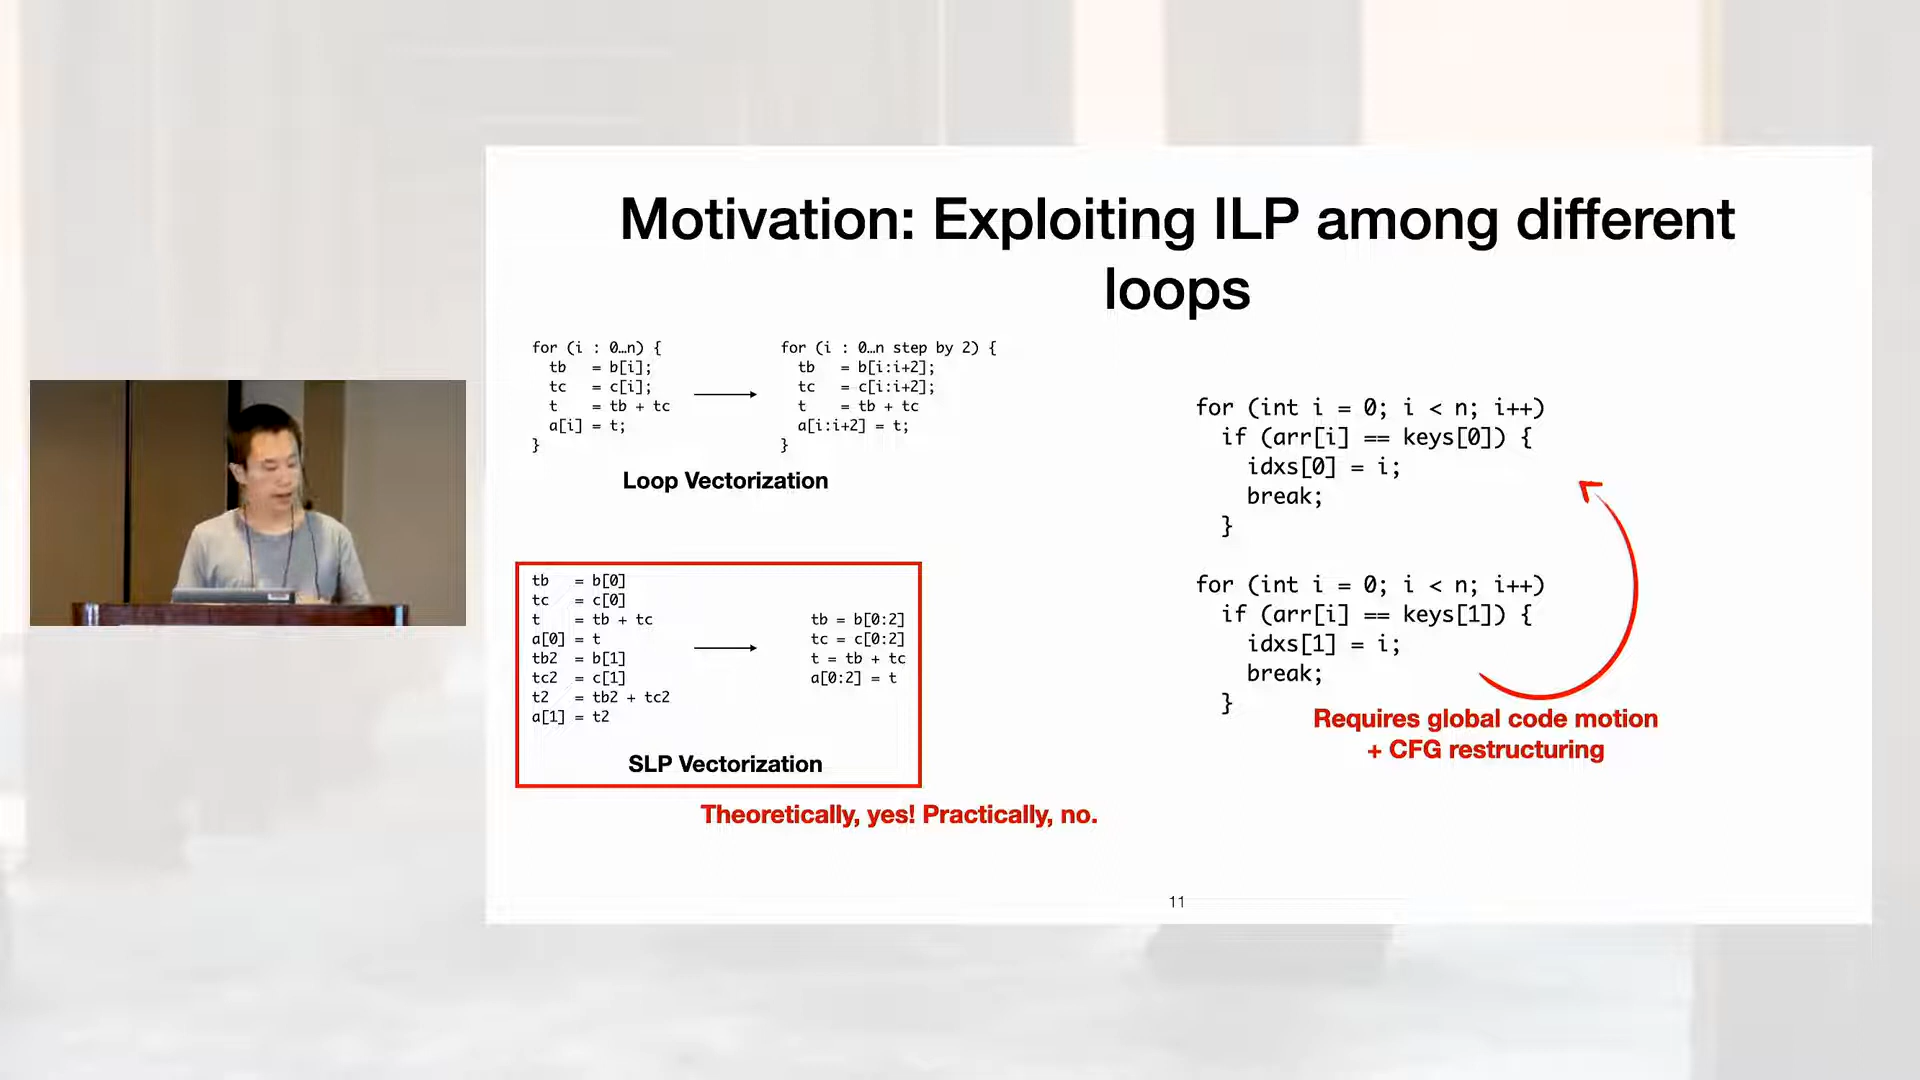 Motivation: Exploiting ILP among different
loops
for (i : 0…n) {
  tb   = b[i];
  tc   = c[i];
  t    = tb + tc
  a[i] = t;
}
for (i : 0…n step by 2) {
  tb   = b[i:i+2];
  tc   = c[i:i+2];
  t    = tb + tc
  a[i:i+2] = t;
}
Loop Vectorization
tb   = b[0]
tc   = c[0]
t    = tb + tc
a[0] = t
tb2  = b[1]
tc2  = c[1]
t2   = tb2 + tc2
a[1] = t2
tb = b[0:2]
tc = c[0:2]
t = tb + tc
a[0:2] = t
SLP Vectorization
Theoretically, yes! Practically, no.
for (int i = 0; i < n; i++)
  if (arr[i] == keys[0]) {
    idxs[0] = i;
    break;
  }
for (int i = 0; i < n; i++)
  if (arr[i] == keys[1]) {
    idxs[1] = i;
    break;
  }
Requires global code motion
+ CFG restructuring
11